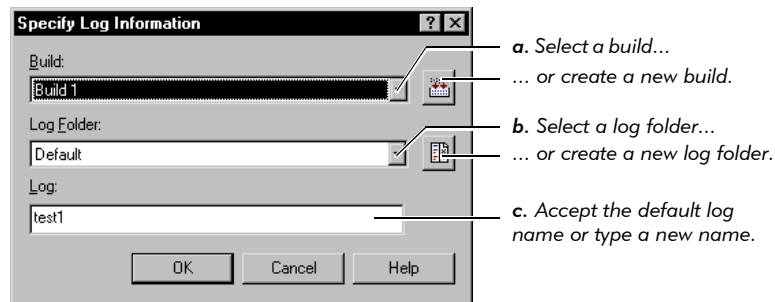 Specify Log Information
Build:
Build 1
a. Select a build...
... or create a new build.
Log Folder:
Default
b. Select a log folder...
... or create a new log folder.
Log:
test1
c. Accept the default log
name or type a new name.
OK Cancel Help